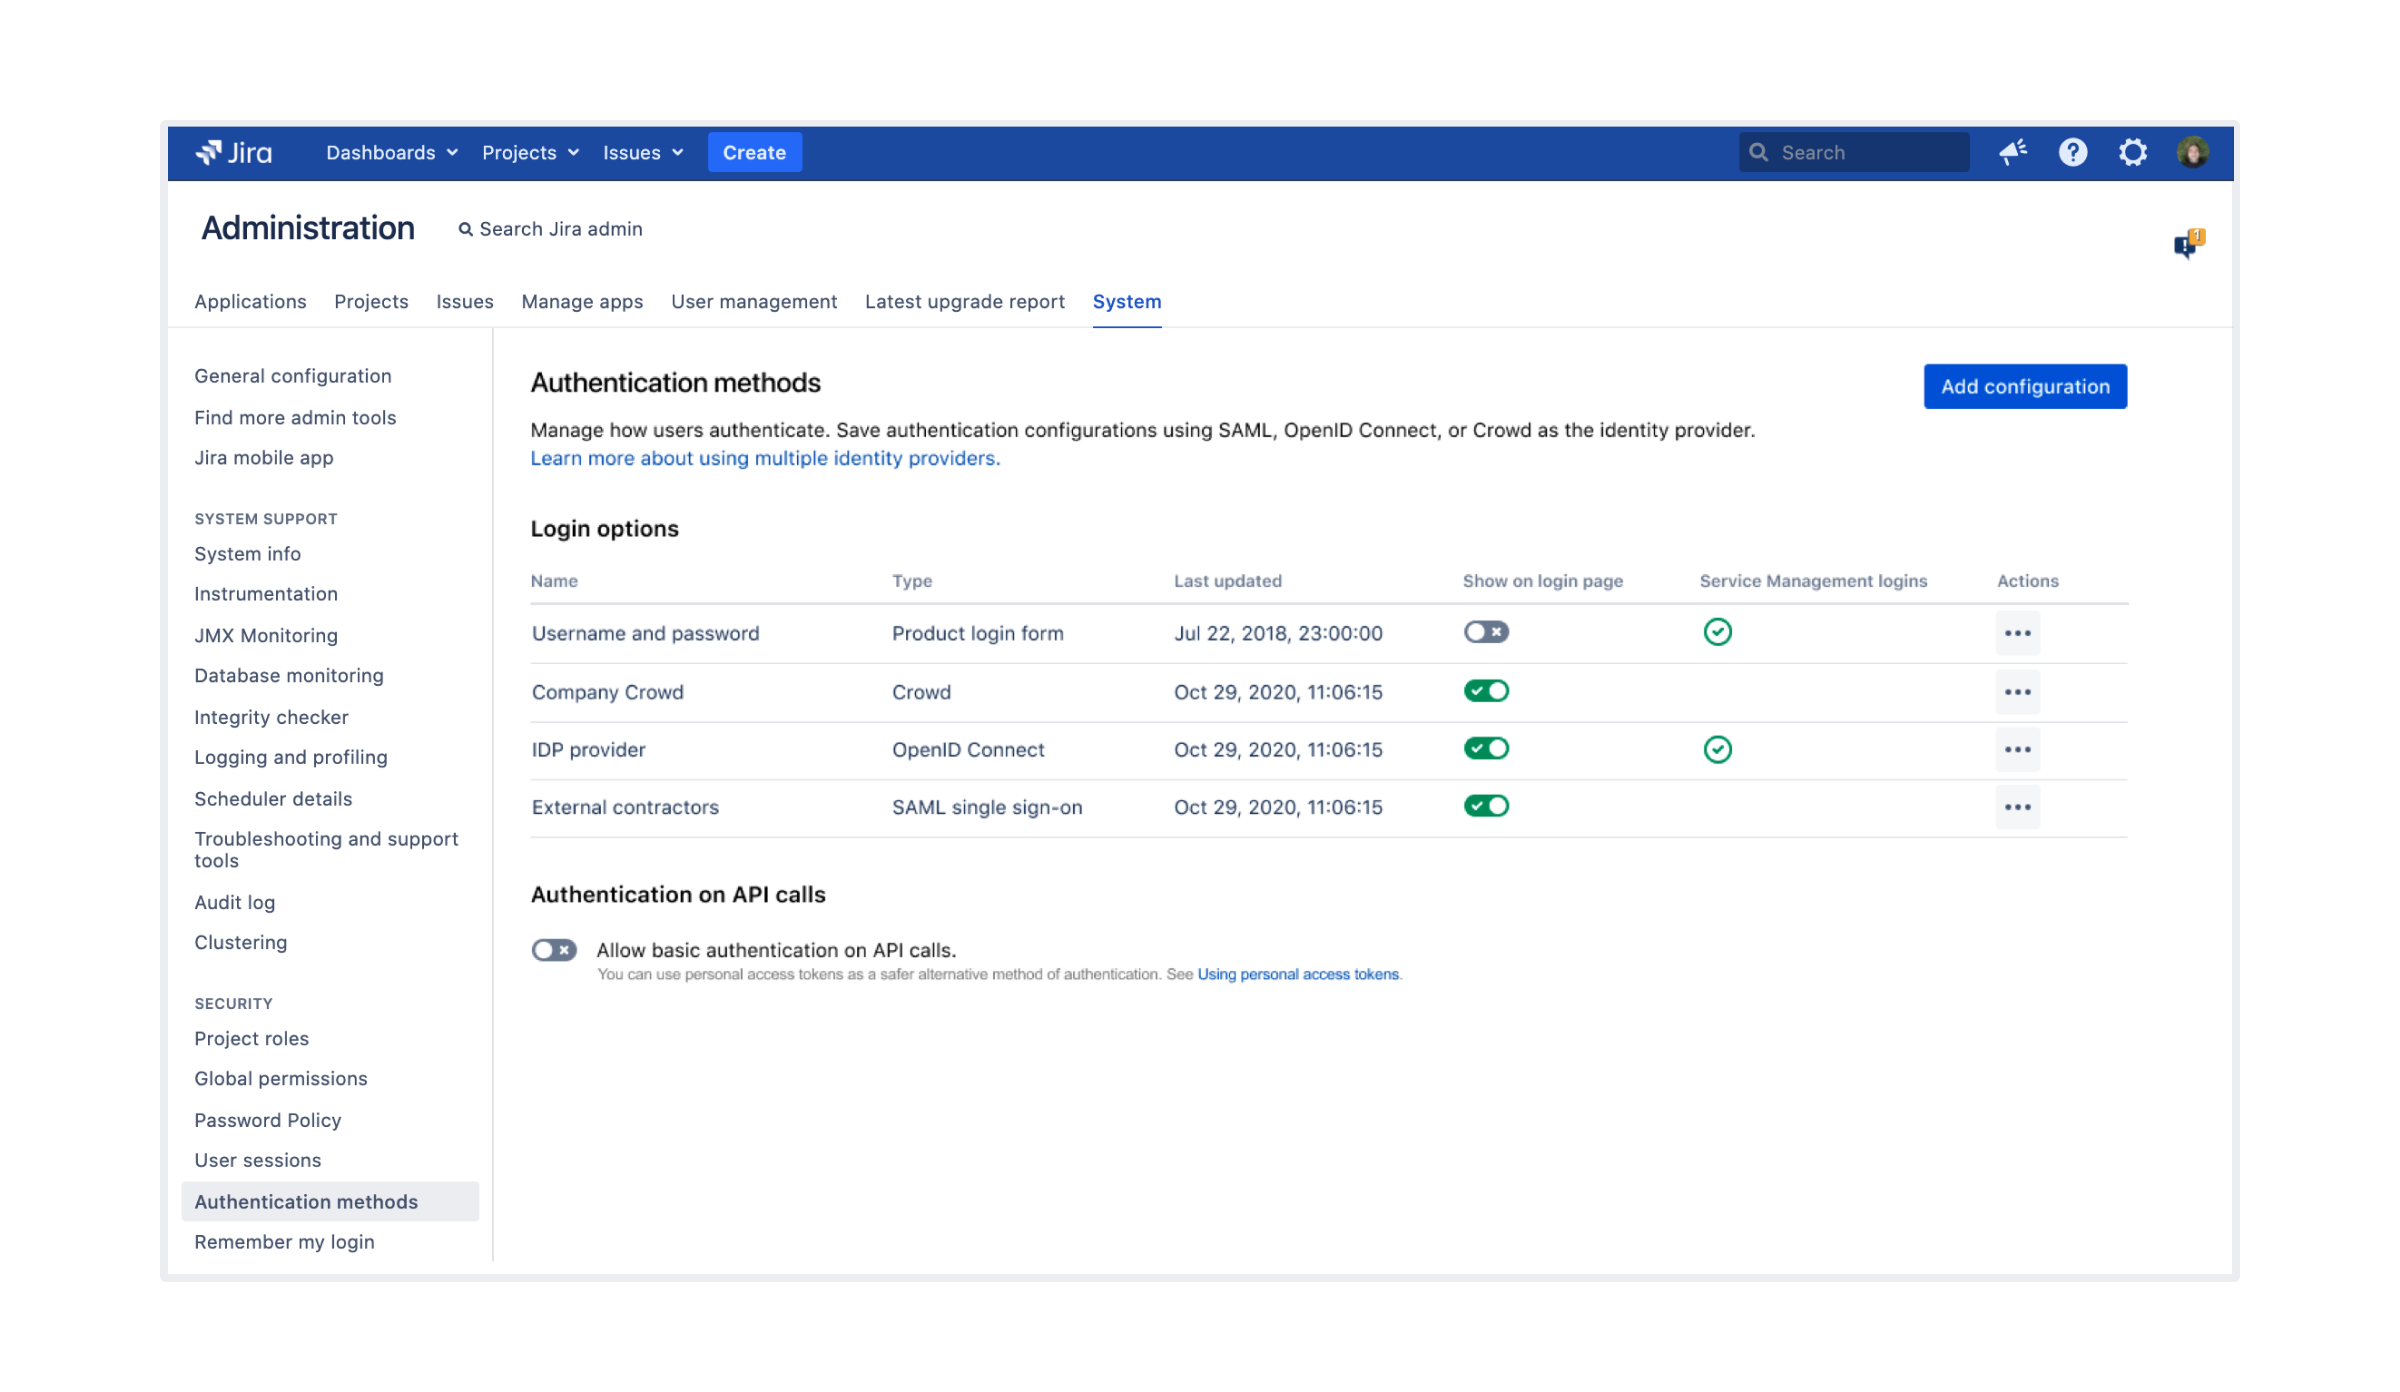 Jira Dashboards Projects Issues Create Search
Administration Search Jira admin
1
Applications Projects Issues Manage apps User management Latest upgrade report System
General configuration
Find more admin tools
Jira mobile app
SYSTEM SUPPORT
System info
Instrumentation
JMX Monitoring
Database monitoring
Integrity checker
Logging and profiling
Scheduler details
Troubleshooting and support
tools
Audit log
Clustering
SECURITY
Project roles
Global permissions
Password Policy
User sessions
Authentication methods
Remember my login
Authentication methods
Add configuration
Manage how users authenticate. Save authentication configurations using SAML, OpenID Connect, or Crowd as the identity provider.
Learn more about using multiple identity providers.
Login options
Name Type Last updated Show on login page Service Management logins Actions
Username and password Product login form Jul 22, 2018, 23:00:00
Company Crowd Crowd Oct 29, 2020, 11:06:15
IDP provider OpenID Connect Oct 29, 2020, 11:06:15
External contractors SAML single sign-on Oct 29, 2020, 11:06:15
Authentication on API calls
Allow basic authentication on API calls.
You can use personal access tokens as a safer alternative method of authentication. See Using personal access tokens.